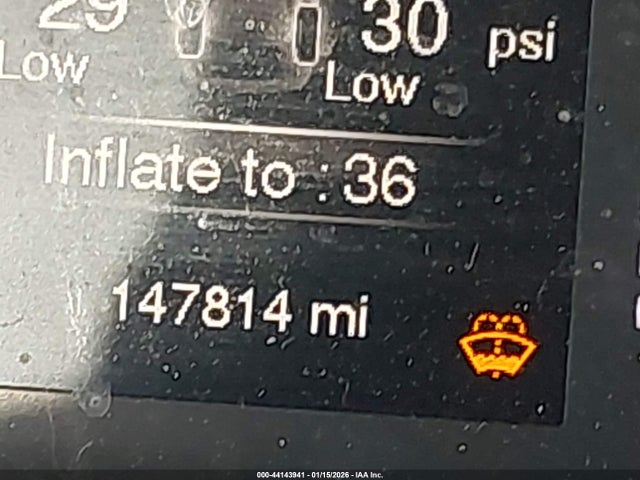 29 30 psi
Low Low
Inflate to : 36
147814 mi
000-44143941 - 01/15/2026 - IAA Inc.